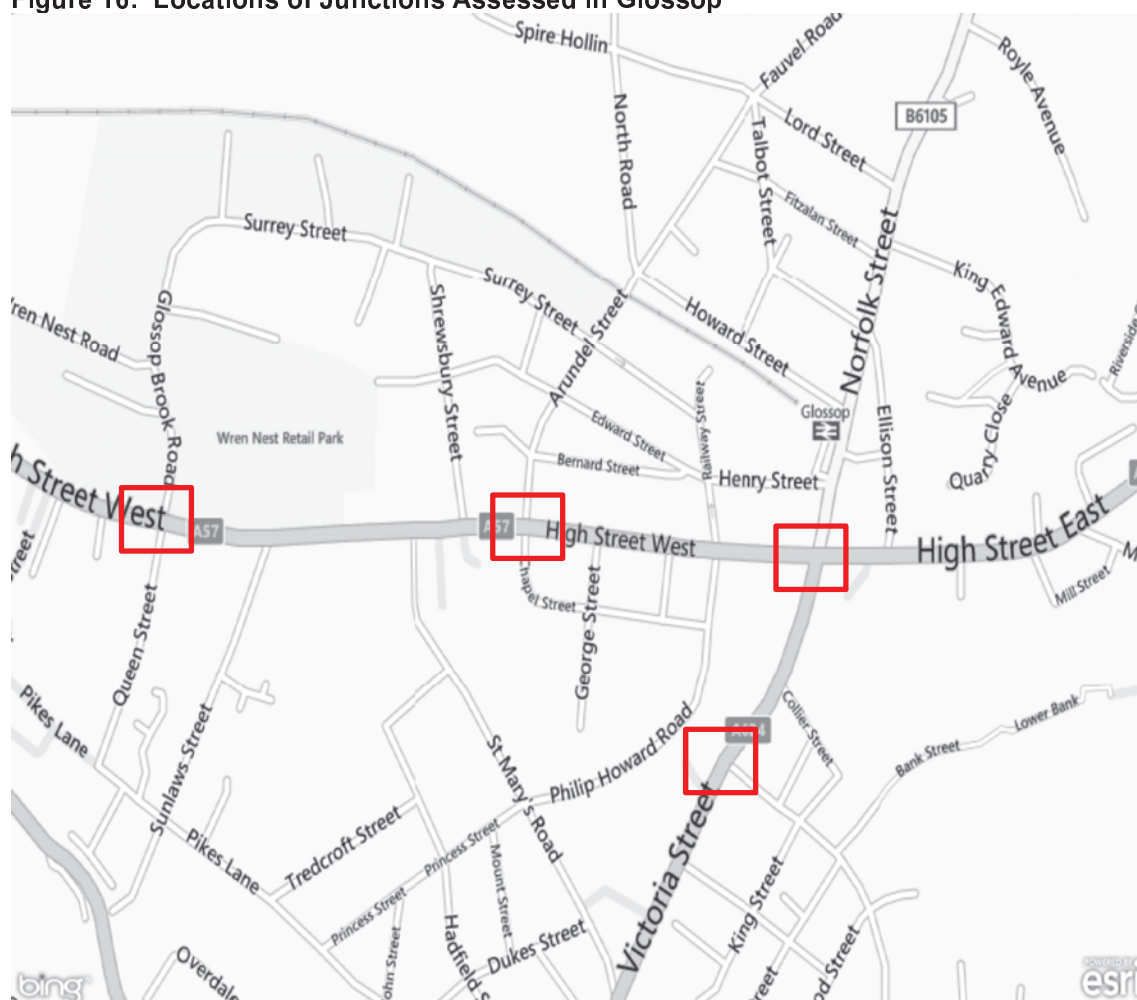 Figure 16: Locations of Junctions Assessed in Glossop
Spire Hollin
Fauvel Road
Royle Avenue
North Road
Talbot Street
Lord Street
B6105
Fitzalan Street
Surrey Street
Surrey Street
Norfolk Street
King Edward Avenue
Glossop Brook Road
Shrewsbury Street
Arundel Street
Howard Street
Wren Nest Retail Park
Edward Street
Railway Street
Glossop
Ellison Street
Quarry Close
Bernard Street
Henry Street
h Street West
A57
A57
High Street West
High Street East
Chapel Street
George Street
Mill Street
Queen Street
Pikes Lane
Sunlaws Street
St Mary's Road
Philip Howard Road
Collier Street
Bank Street
Lower Bank
Victoria Street
Pikes Lane
Tredcroft Street
Princess Street
Princess Street
Mount Street
King Street
Dukes Street
Overdale
bing
POWERED BY
esri